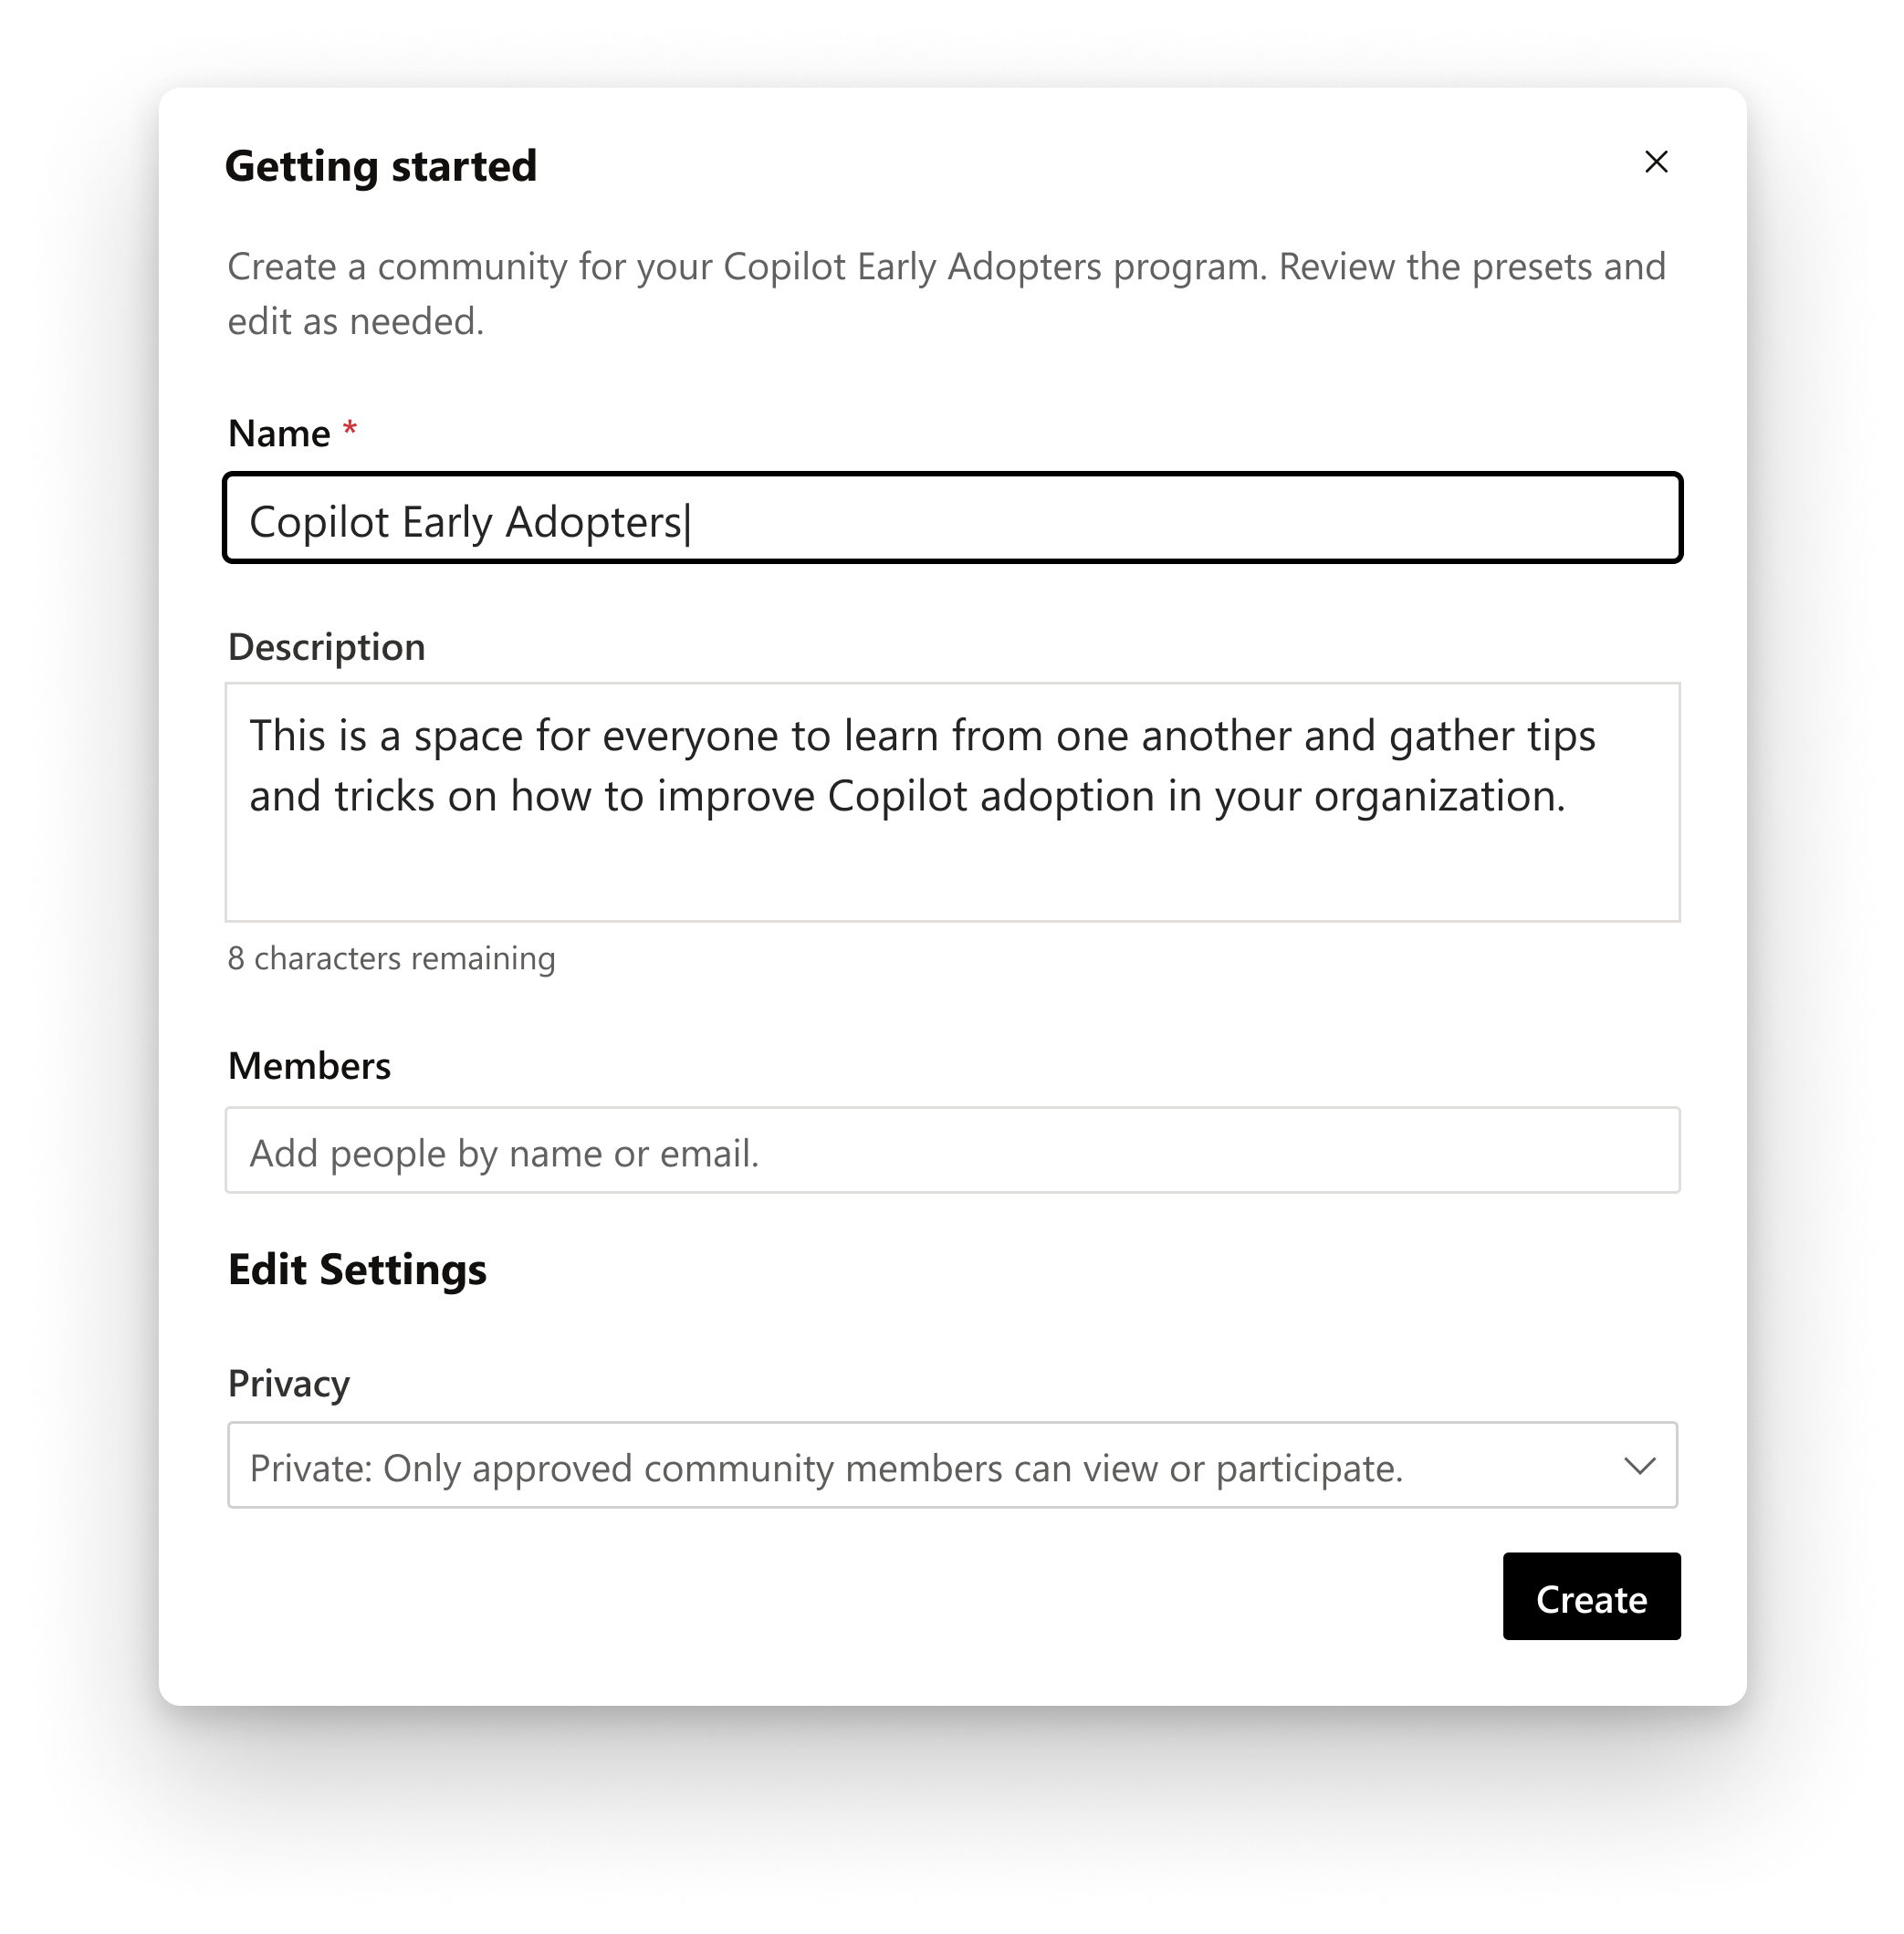 Getting started
Create a community for your Copilot Early Adopters program. Review the presets and
edit as needed.
Name *
Copilot Early Adopters
Description
This is a space for everyone to learn from one another and gather tips
and tricks on how to improve Copilot adoption in your organization.
8 characters remaining
Members
Add people by name or email.
Edit Settings
Privacy
Private: Only approved community members can view or participate.
Create